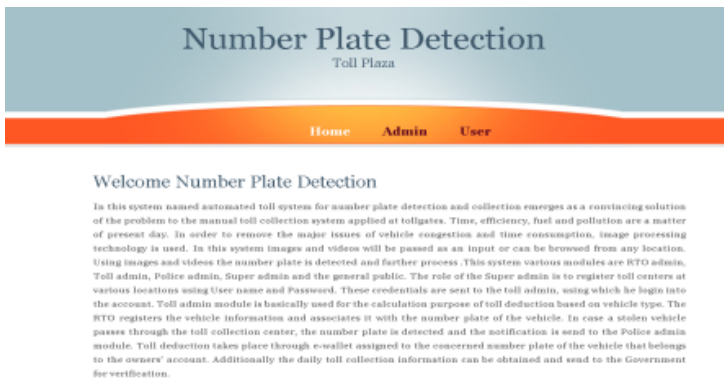 Number Plate Detection
Toll Plaza
Home Admin User
Welcome Number Plate Detection
In this system named automated toll system for number plate detection and collection emerges as a convincing solution
of the problem to the manual toll collection system applied at tollgates. Time, efficiency, fuel and pollution are a matter
of present day. In order to remove the major issues of vehicle congestion and time consumption, image processing
technology is used. In this system images and videos will be passed as an input or can be browsed from any location.
Using images and videos the number plate is detected and further process .This system various modules are RTO admin,
Toll admin, Police admin, Super admin and the general public. The role of the Super admin is to register toll centers at
various locations using User name and Password. These credentials are sent to the toll admin, using which he login into
the account. Toll admin module is basically used for the calculation purpose of toll deduction based on vehicle type. The
RTO registers the vehicle information and associates it with the number plate of the vehicle. In case a stolen vehicle
passes through the toll collection center, the number plate is detected and the notification is send to the Police admin
module. Toll deduction takes place through e-wallet assigned to the concerned number plate of the vehicle that belongs
to the owners' account. Additionally the daily toll collection information can be obtained and send to the Government
for verification.